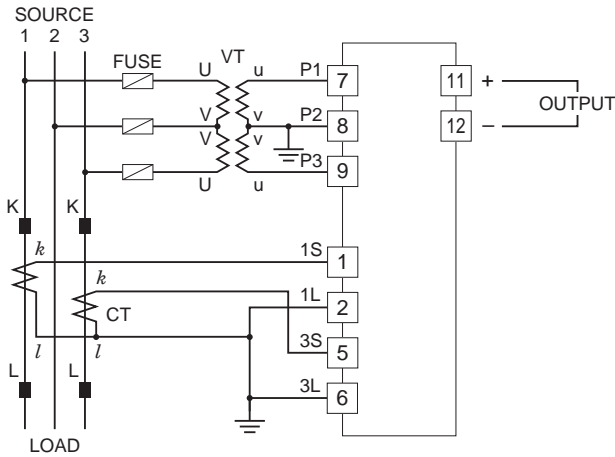 SOURCE
1 2 3
FUSE
VT
U u P1 7 11 +
OUTPUT
V v P2 8 12 –
V v
U u P3 9
K K
k 1S 1
k 1L 2
CT
l l 3S 5
L L 3L 6
LOAD